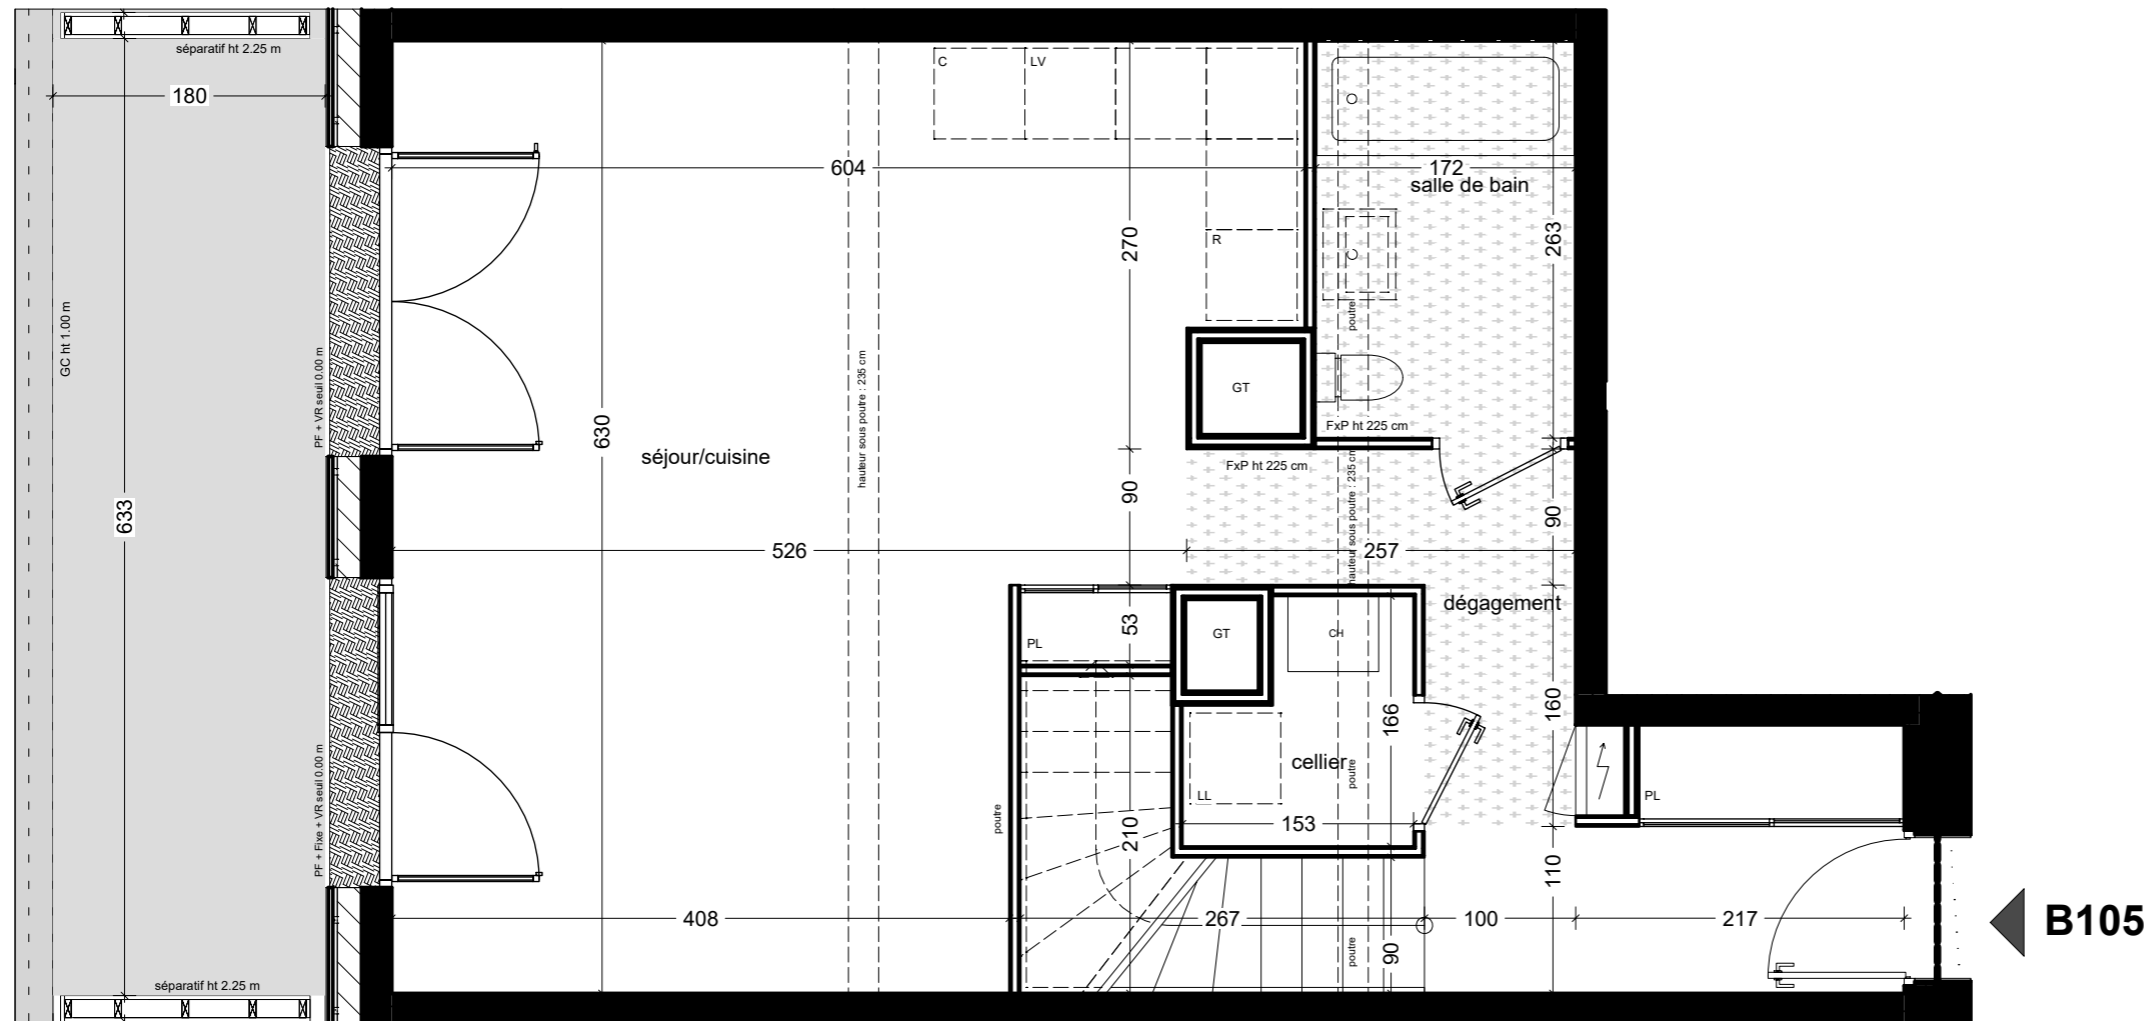 séparatif ht 2.25 m
180
C
LV
604
172
salle de bain
270
263
R
poutre
GC ht 1.00 m
PF + VR seuil 0.00 m
hauteur sous poutre : 235 cm
GT
FxP ht 225 cm
630
séjour/cuisine
FxP ht 225 cm
hauteur sous poutre : 235 cm
633
90
90
526
257
dégagement
53
PL
GT
CH
160
166
PF + Fixe + VR seuil 0.00 m
cellier
poutre
LL
PL
poutre
153
210
110
408
267
100
217
B105
90
poutre
séparatif ht 2.25 m